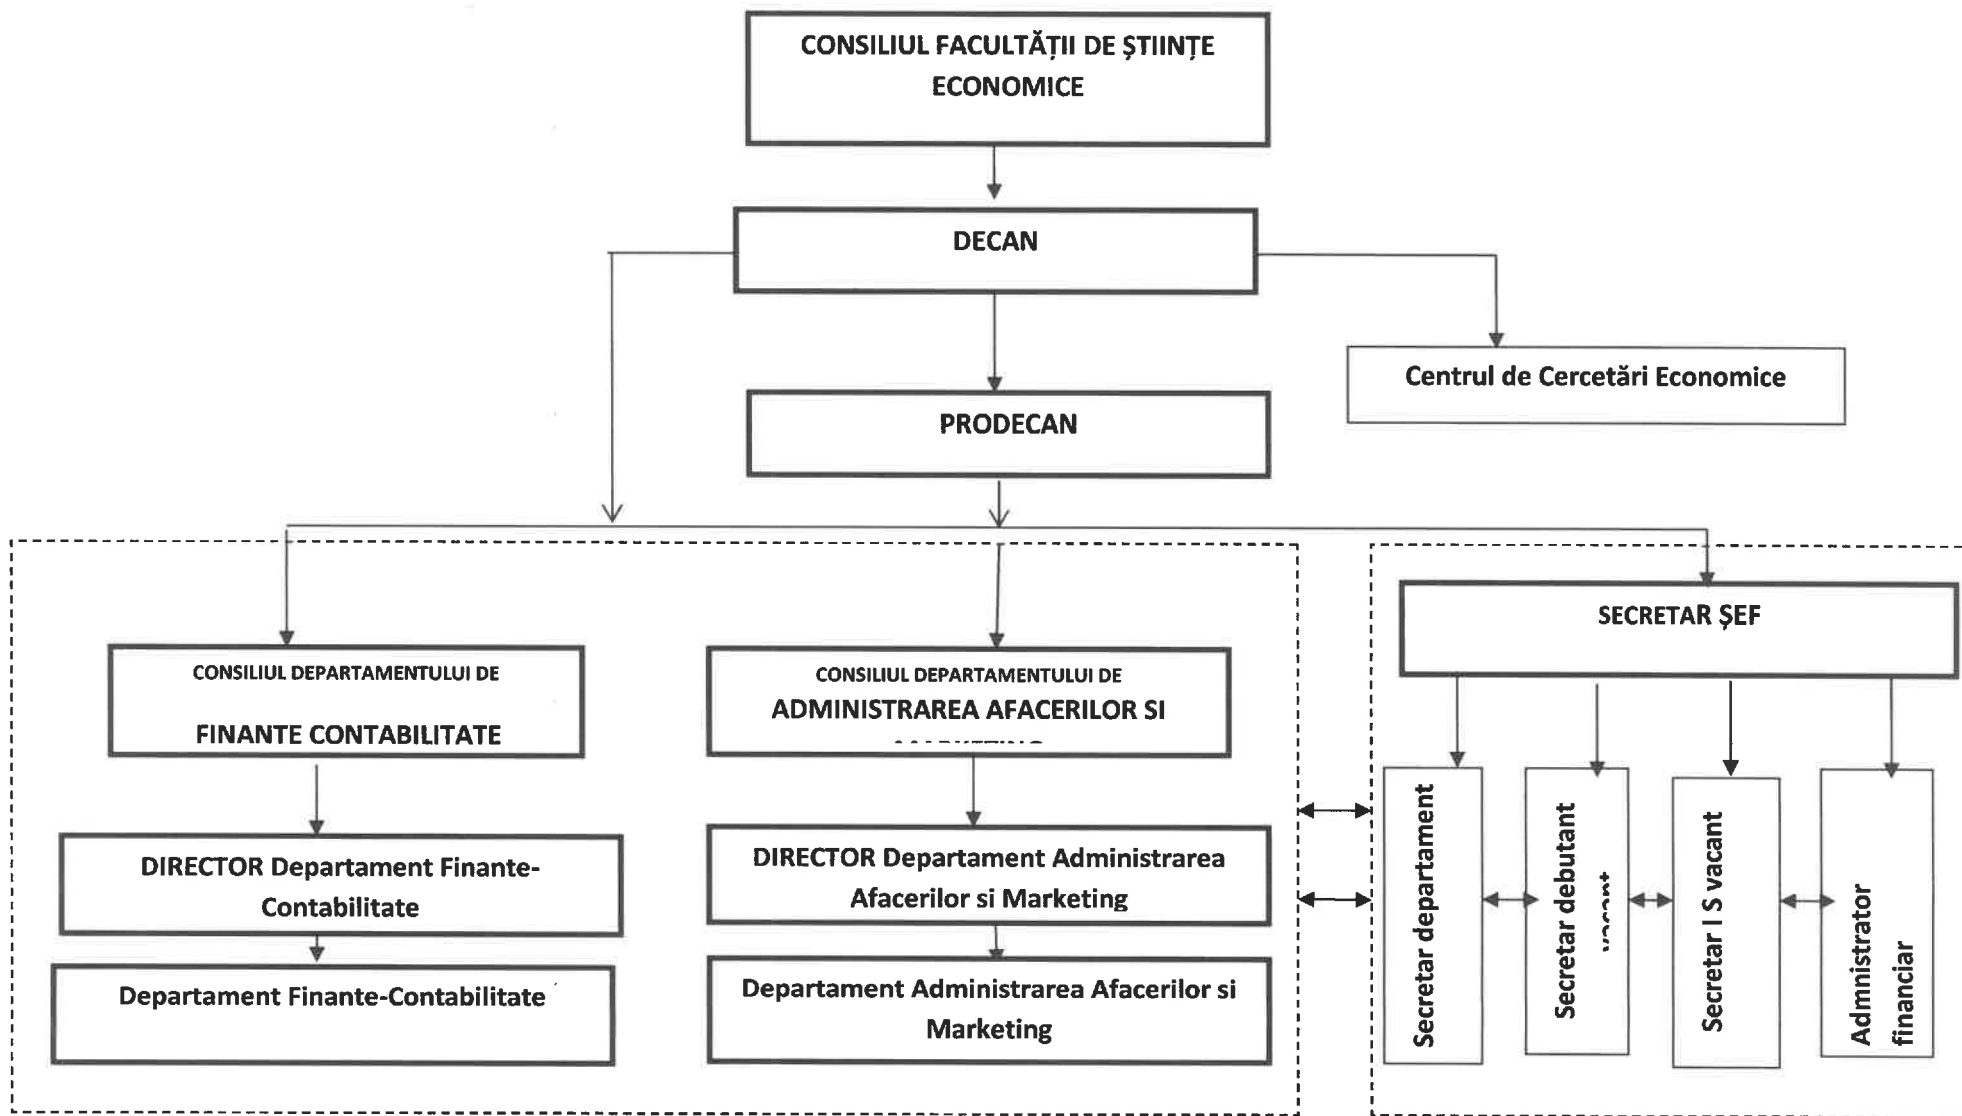 CONSILIUL FACULTĂȚII DE ȘTIINȚE
ECONOMICE
DECAN
Centrul de Cercetări Economice
PRODECAN
SECRETAR ȘEF
CONSILIUL DEPARTAMENTULUI DE
FINANTE CONTABILITATE
CONSILIUL DEPARTAMENTULUI DE
ADMINISTRAREA AFACERILOR SI
DIRECTOR Departament Finante-
Contabilitate
DIRECTOR Departament Administrarea
Afacerilor si Marketing
Departament Finante-Contabilitate
Departament Administrarea Afacerilor si
Marketing
Secretar departament
Secretar debutant
Secretar I S vacant
Administrator
financiar